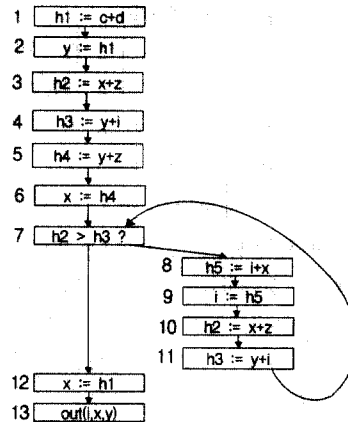 1 h1 := c+d
2 y := h1
3 h2 := x+z
4 h3 := y+i
5 h4 := y+z
6 x := h4
7 h2 > h3 ?
8 h5 := i+x
9 i := h5
10 h2 := x+z
11 h3 := y+i
12 x := h1
13 out(i,x,y)